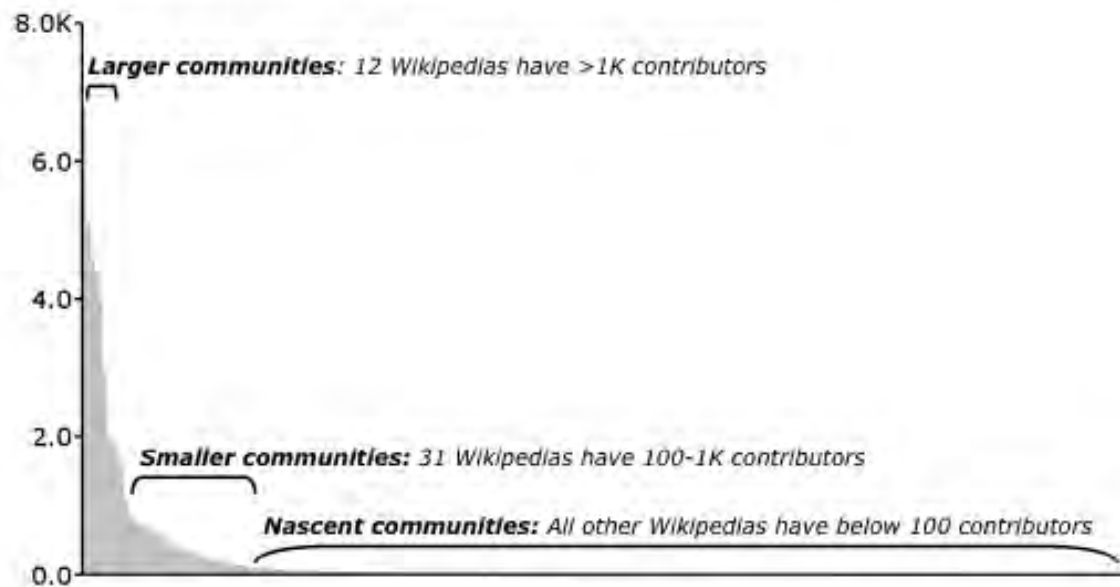 8.0K
Larger communities: 12 Wikipedias have >1K contributors
6.0
4.0
2.0
Smaller communities: 31 Wikipedias have 100-1K contributors
Nascent communities: All other Wikipedias have below 100 contributors
0.0